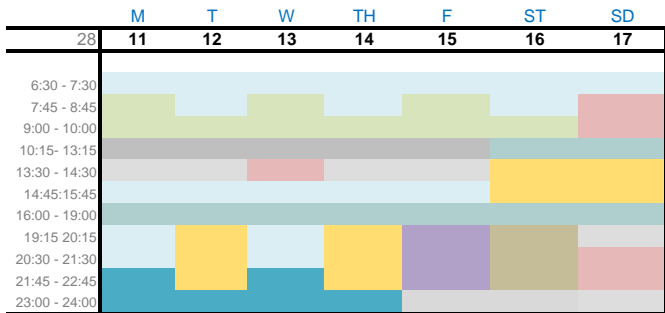 M T W TH F ST SD
28 11 12 13 14 15 16 17
6:30 - 7:30
7:45 - 8:45
9:00 - 10:00
10:15- 13:15
13:30 - 14:30
14:45:15:45
16:00 - 19:00
19:15 20:15
20:30 - 21:30
21:45 - 22:45
23:00 - 24:00